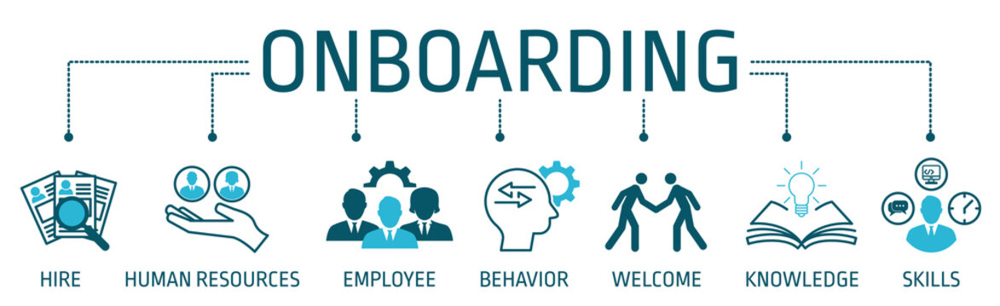 ONBOARDING
HIRE
HUMAN RESOURCES
EMPLOYEE
BEHAVIOR
WELCOME
KNOWLEDGE
SKILLS